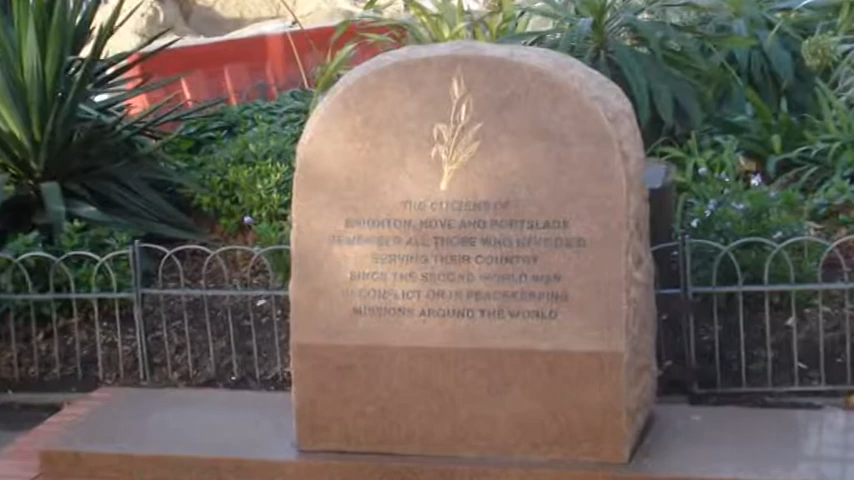 THE CITIZENS OF
BRIGHTON, HOVE AND PORTSLADE
REMEMBER ALL THOSE WHO HAVE DIED
SERVING THEIR COUNTRY
SINCE THE SECOND WORLD WAR
IN CONFLICT OR IN PEACEKEEPING
MISSIONS AROUND THE WORLD.